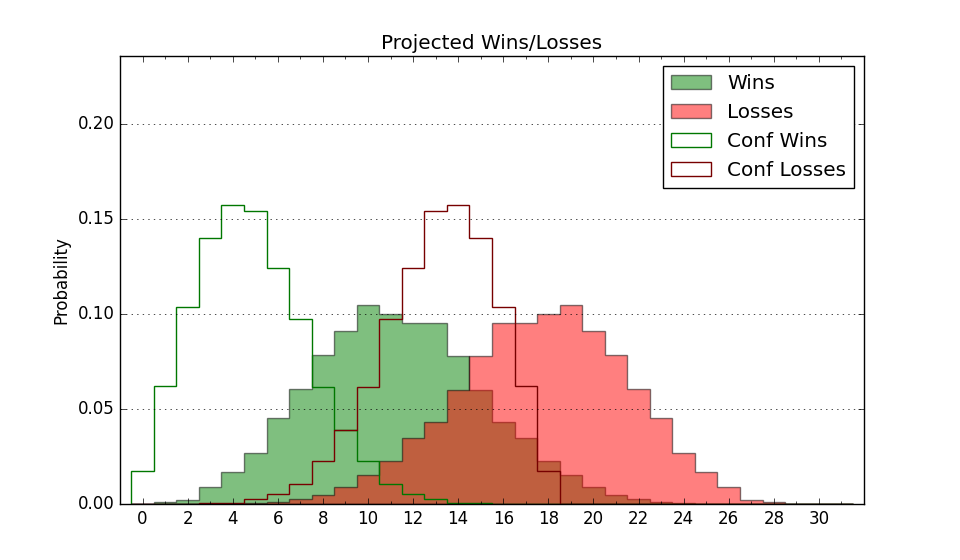 Projected Wins/Losses
Wins
Losses
Conf Wins
Conf Losses
Probability
0.20
0.15
0.10
0.05
0.00
0 2 4 6 8 10 12 14 16 18 20 22 24 26 28 30